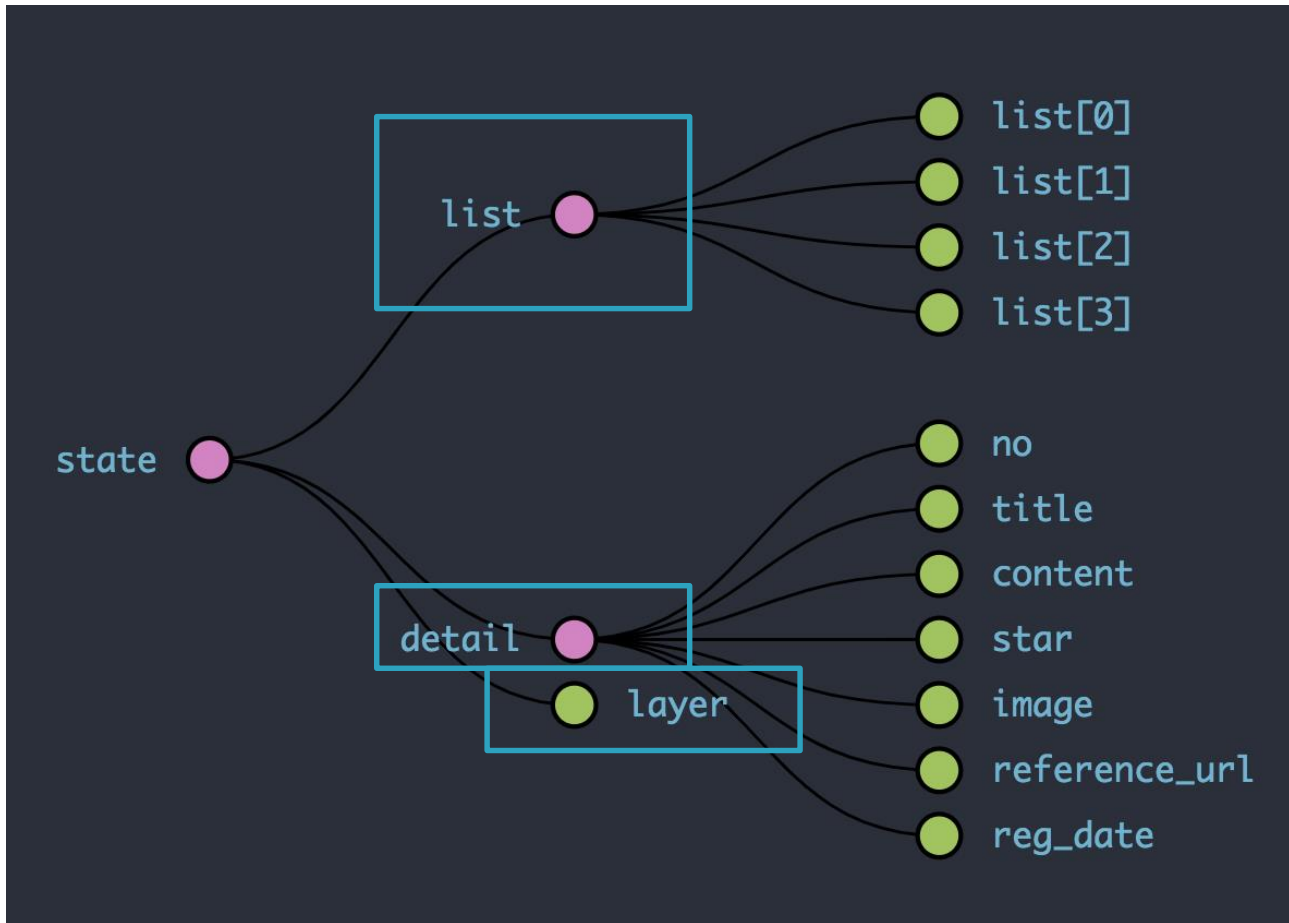 list[0]
list[1]
list
list[2]
list[3]
state
no
title
content
detail
star
layer
image
reference_url
reg_date